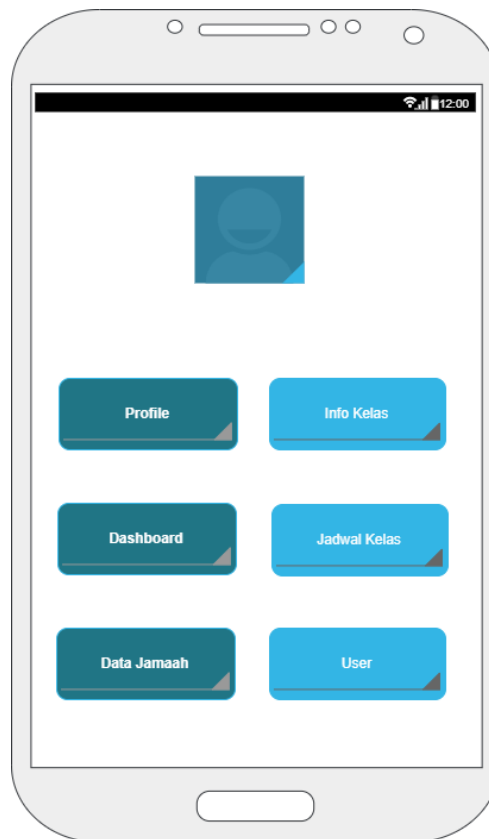 12:00
Profile
Info Kelas
Dashboard
Jadwal Kelas
Data Jamaah
User